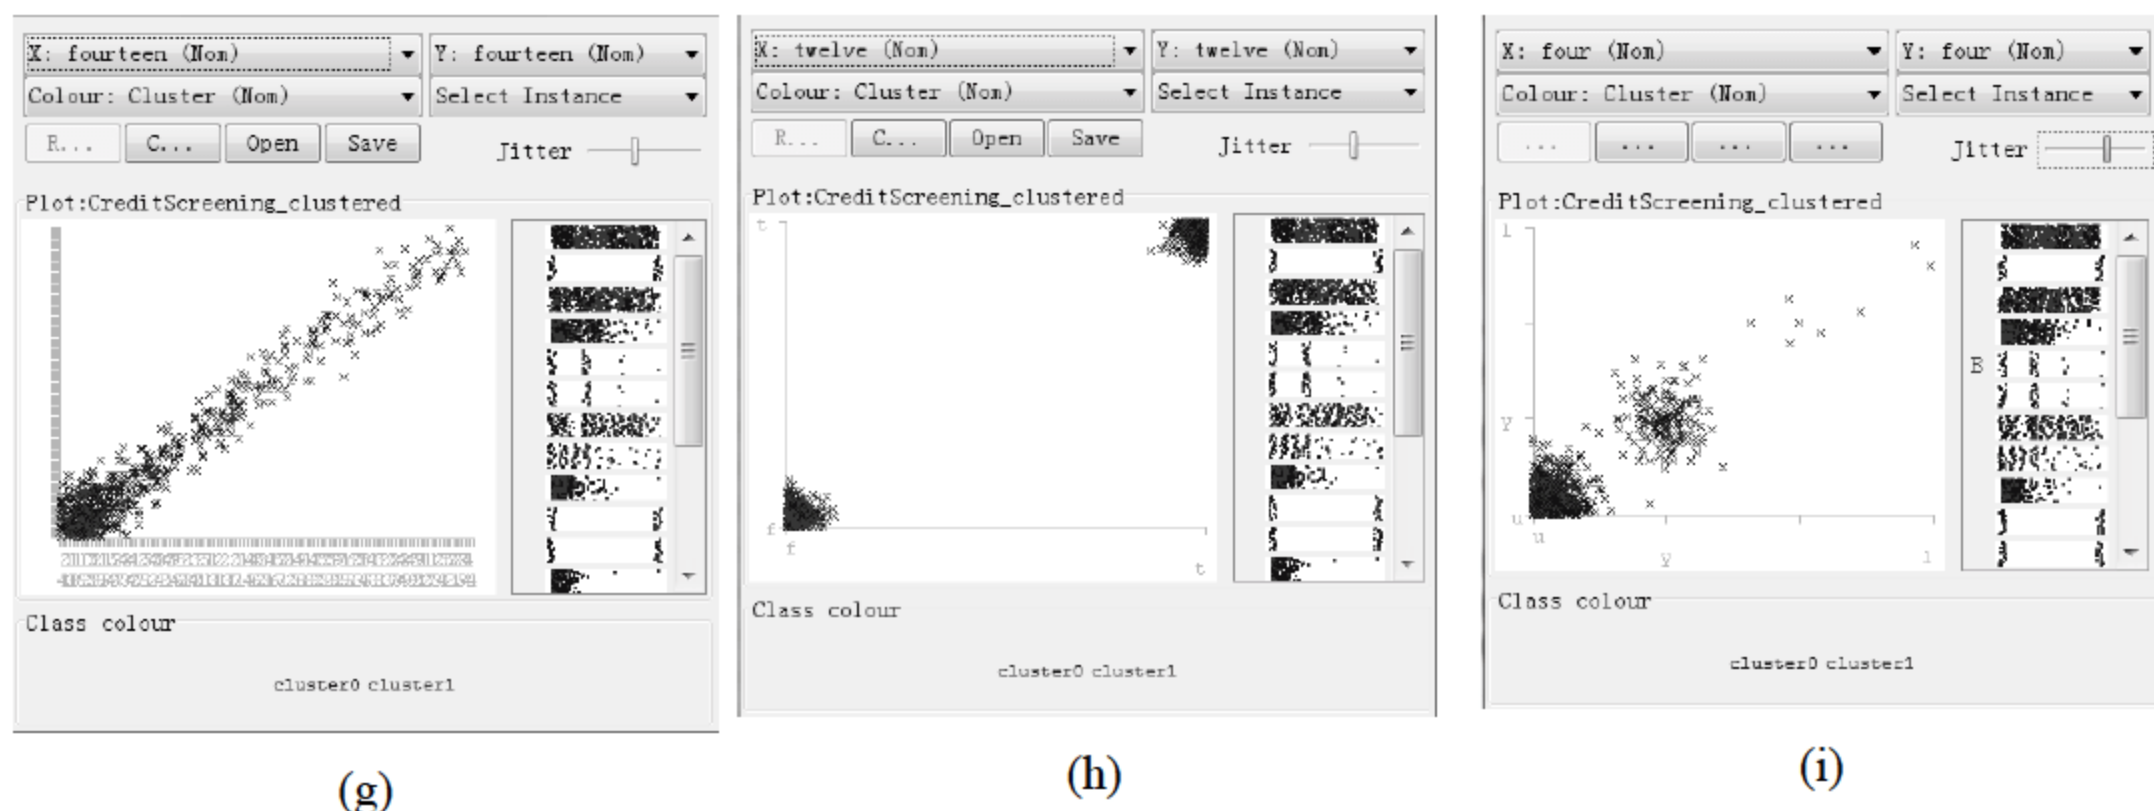 X: fourteen (Nom)
Y: fourteen (Nom)
Colour: Cluster (Nom)
Select Instance
R...
C...
Open
Save
Jitter
Plot:CreditScreening_clustered
Class colour
cluster0 cluster1
(g)
X: twelve (Nom)
Y: twelve (Nom)
Colour: Cluster (Nom)
Select Instance
R...
C...
Open
Save
Jitter
Plot:CreditScreening_clustered
t
f
f
t
Class colour
cluster0 cluster1
(h)
X: four (Nom)
Y: four (Nom)
Colour: Cluster (Nom)
Select Instance
...
...
...
...
Jitter
Plot:CreditScreening_clustered
l
y
u
u
y
l
B
Class colour
cluster0 cluster1
(i)